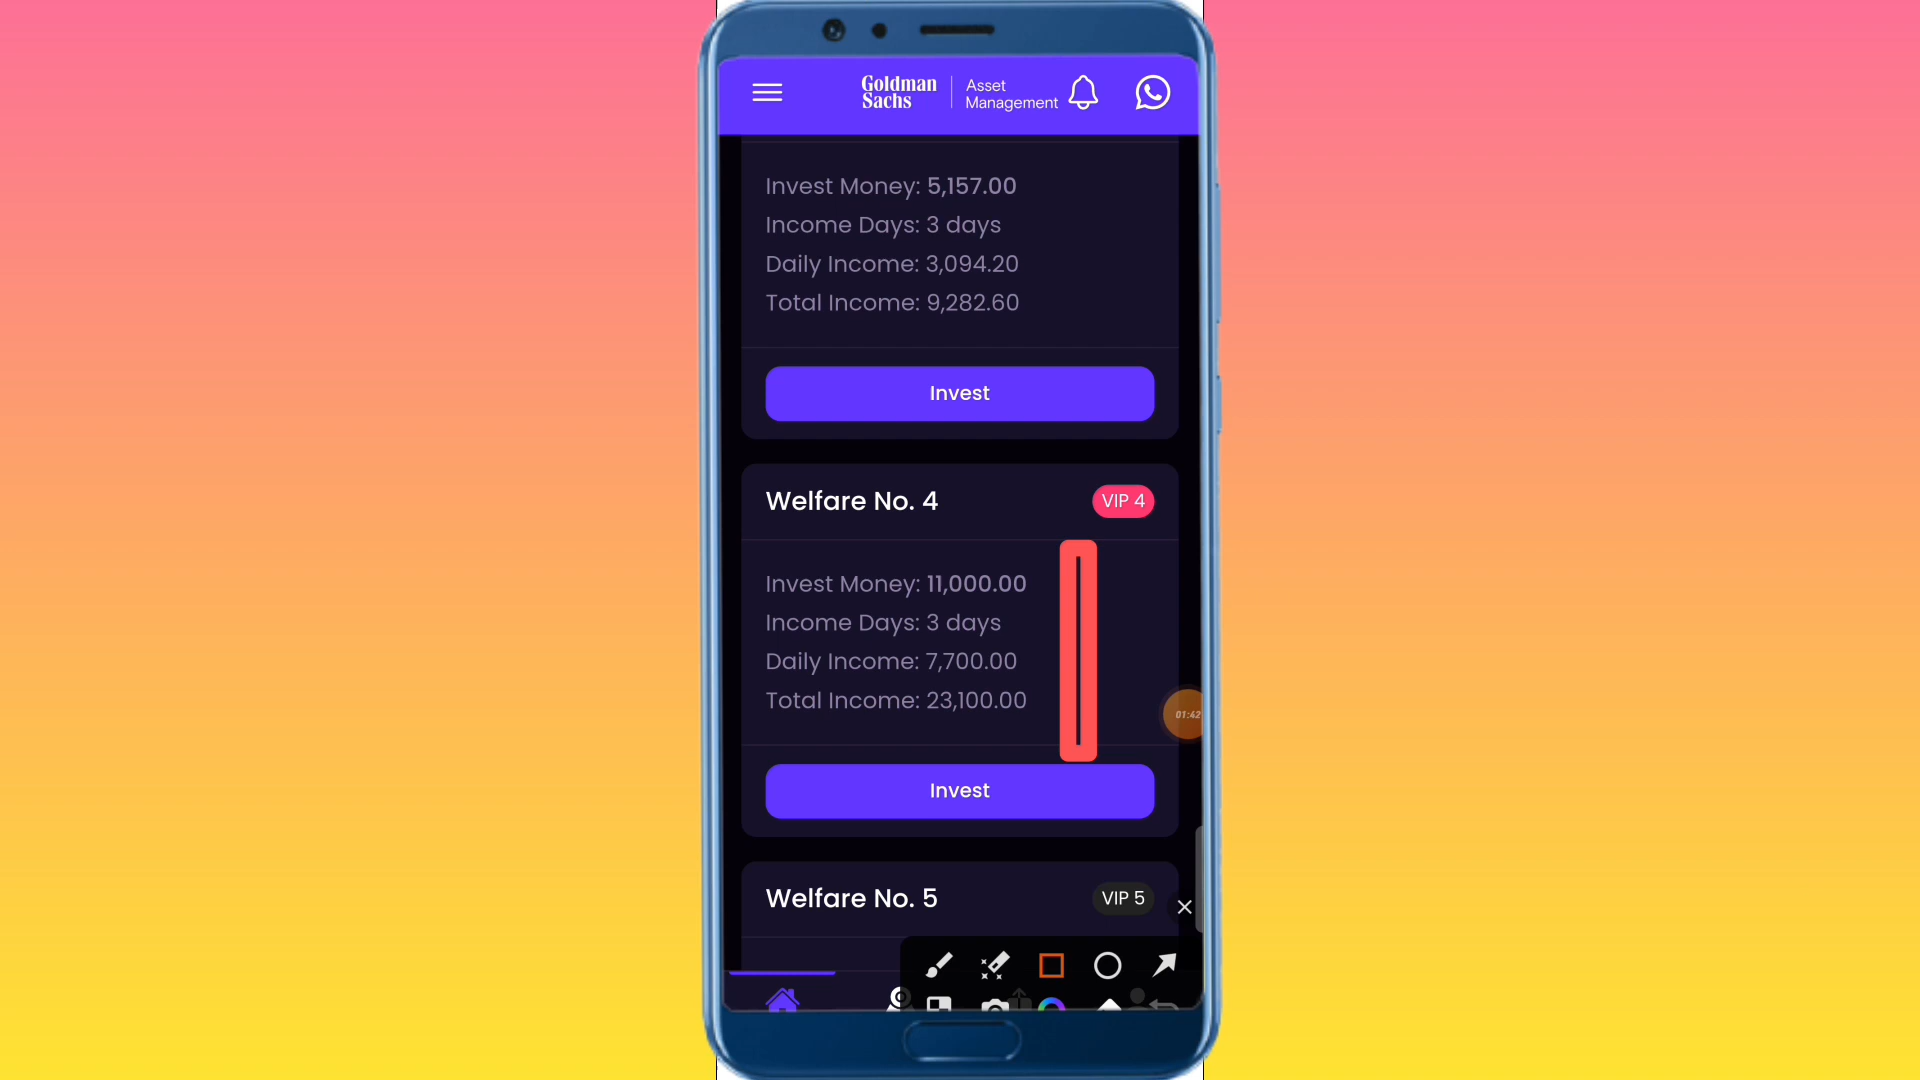 Goldman
Sachs
Asset
Management
Invest Money: 5,157.00
Income Days: 3 days
Daily Income: 3,094.20
Total Income: 9,282.60
Invest
Welfare No. 4
VIP 4
Invest Money: 11,000.00
Income Days: 3 days
Daily Income: 7,700.00
Total Income: 23,100.00
01:42
Invest
Welfare No. 5
VIP 5